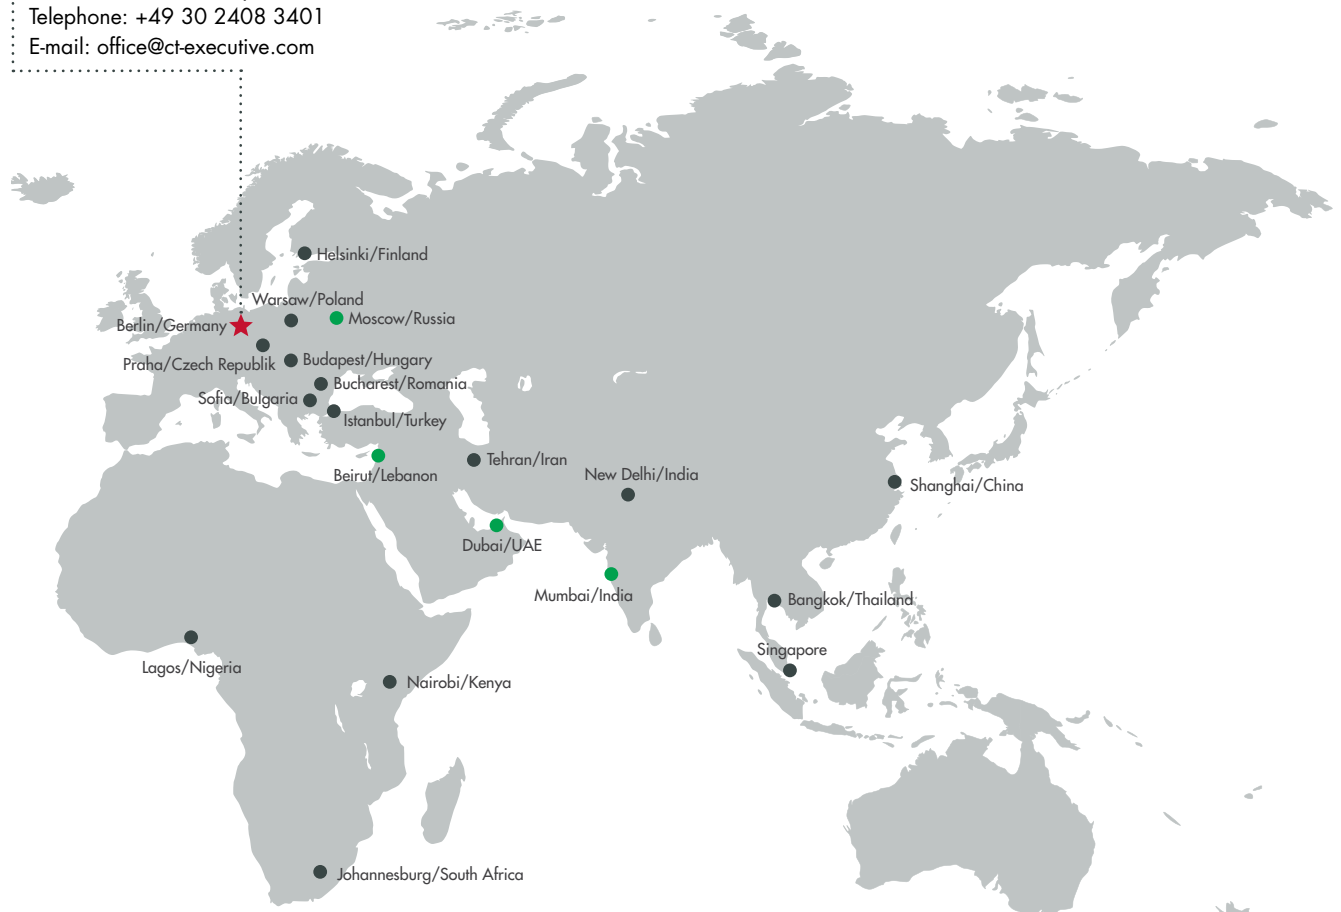 Telephone: +49 30 2408 3401
E-mail: office@ct-executive.com
Helsinki/Finland
Warsaw/Poland
Moscow/Russia
Berlin/Germany
Praha/Czech Republik
Budapest/Hungary
Bucharest/Romania
Sofia/Bulgaria
Istanbul/Turkey
Tehran/Iran
Beirut/Lebanon
New Delhi/India
Shanghai/China
Dubai/UAE
Mumbai/India
Bangkok/Thailand
Singapore
Lagos/Nigeria
Nairobi/Kenya
Johannesburg/South Africa